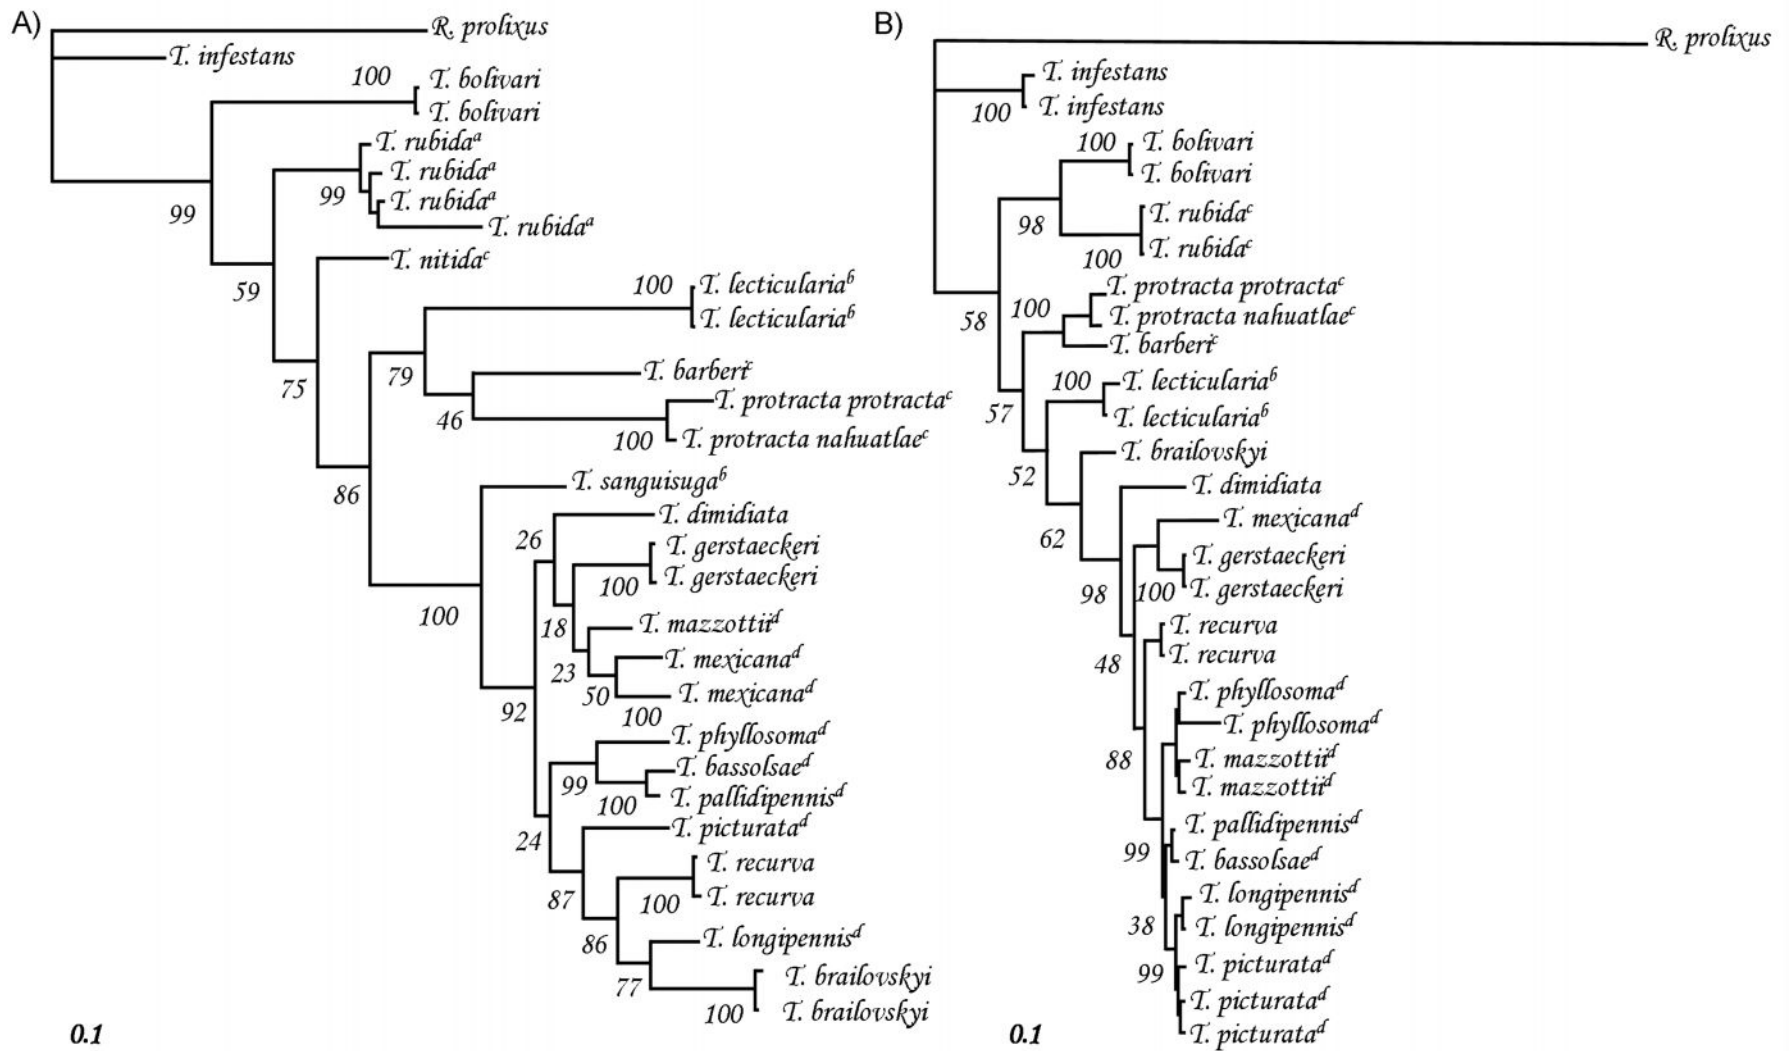 A)
R. prolixus
T. infestans
100
T. bolivari
T. bolivari
T. rubidaᵃ
T. rubidaᵃ
99
T. rubidaᵃ
99
T. rubidaᵃ
T. nitidaᶜ
59
100
T. lecticulariaᵇ
T. lecticulariaᵇ
75
79
T. barberiᶜ
T. protracta protractaᶜ
46
100
T. protracta nahuatlaeᶜ
86
T. sanguisugaᵇ
T. dimidiata
26
T. gerstaeckeri
100
T. gerstaeckeri
100
18
T. mazzottiiᵈ
23
T. mexicanaᵈ
50
T. mexicanaᵈ
92
100
T. phyllosomaᵈ
T. bassolsaeᵈ
99
100
T. pallidipennisᵈ
24
T. picturataᵈ
T. recurva
87
100
T. recurva
86
T. longipennisᵈ
77
T. brailovskyi
100
T. brailovskyi
0.1
B)
R. prolixus
T. infestans
100
T. infestans
100
T. bolivari
T. bolivari
98
T. rubidaᶜ
T. rubidaᶜ
100
T. protracta protractaᶜ
58
100
T. protracta nahuatlaeᶜ
T. barberiᶜ
100
T. lecticulariaᵇ
57
T. lecticulariaᵇ
T. brailovskyi
52
T. dimidiata
T. mexicanaᵈ
62
T. gerstaeckeri
98
100
T. gerstaeckeri
T. recurva
48
T. recurva
T. phyllosomaᵈ
T. phyllosomaᵈ
88
T. mazzottiiᵈ
T. mazzottiiᵈ
T. pallidipennisᵈ
99
T. bassolsaeᵈ
T. longipennisᵈ
38
T. longipennisᵈ
99
T. picturataᵈ
T. picturataᵈ
T. picturataᵈ
0.1